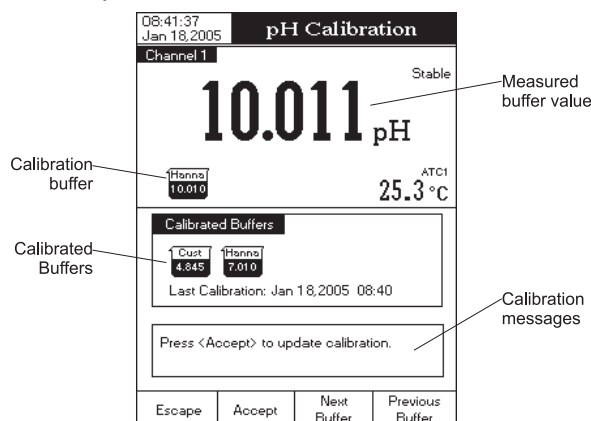 08:41:37
Jan 18,2005
pH Calibration
Channel 1
Stable
10.011 pH
Measured
buffer value
Calibration
buffer
Hanna
10.010
ATC1
25.3 °C
Calibrated Buffers
Calibrated
Buffers
Cust
4.845
Hanna
7.010
Last Calibration: Jan 18,2005 08:40
Calibration
messages
Press <Accept> to update calibration.
Escape
Accept
Next
Buffer
Previous
Buffer